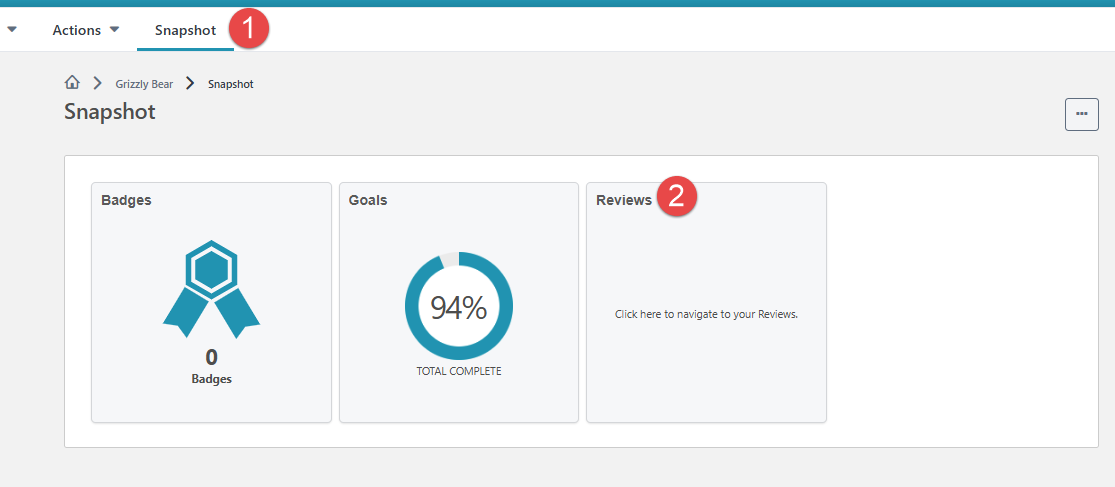 Actions Snapshot 1
Grizzly Bear Snapshot
Snapshot
...
Badges
0
Badges
Goals
94%
TOTAL COMPLETE
Reviews 2
Click here to navigate to your Reviews.